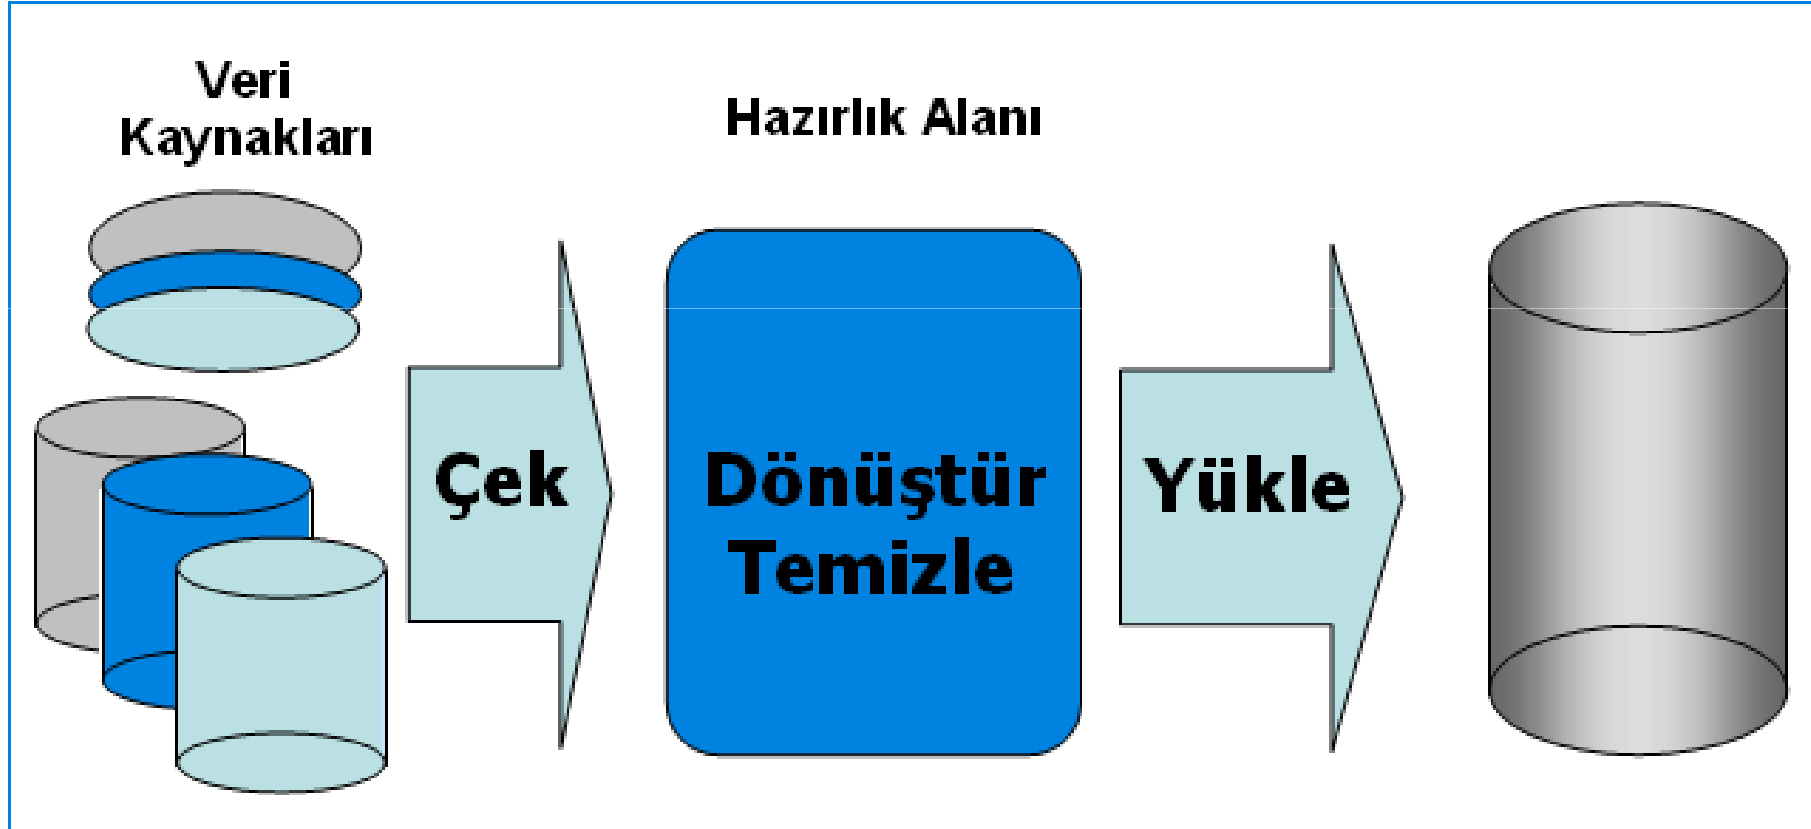 Veri
Kaynakları
Hazırlık Alanı
Çek
Dönüştür
Temizle
Yükle